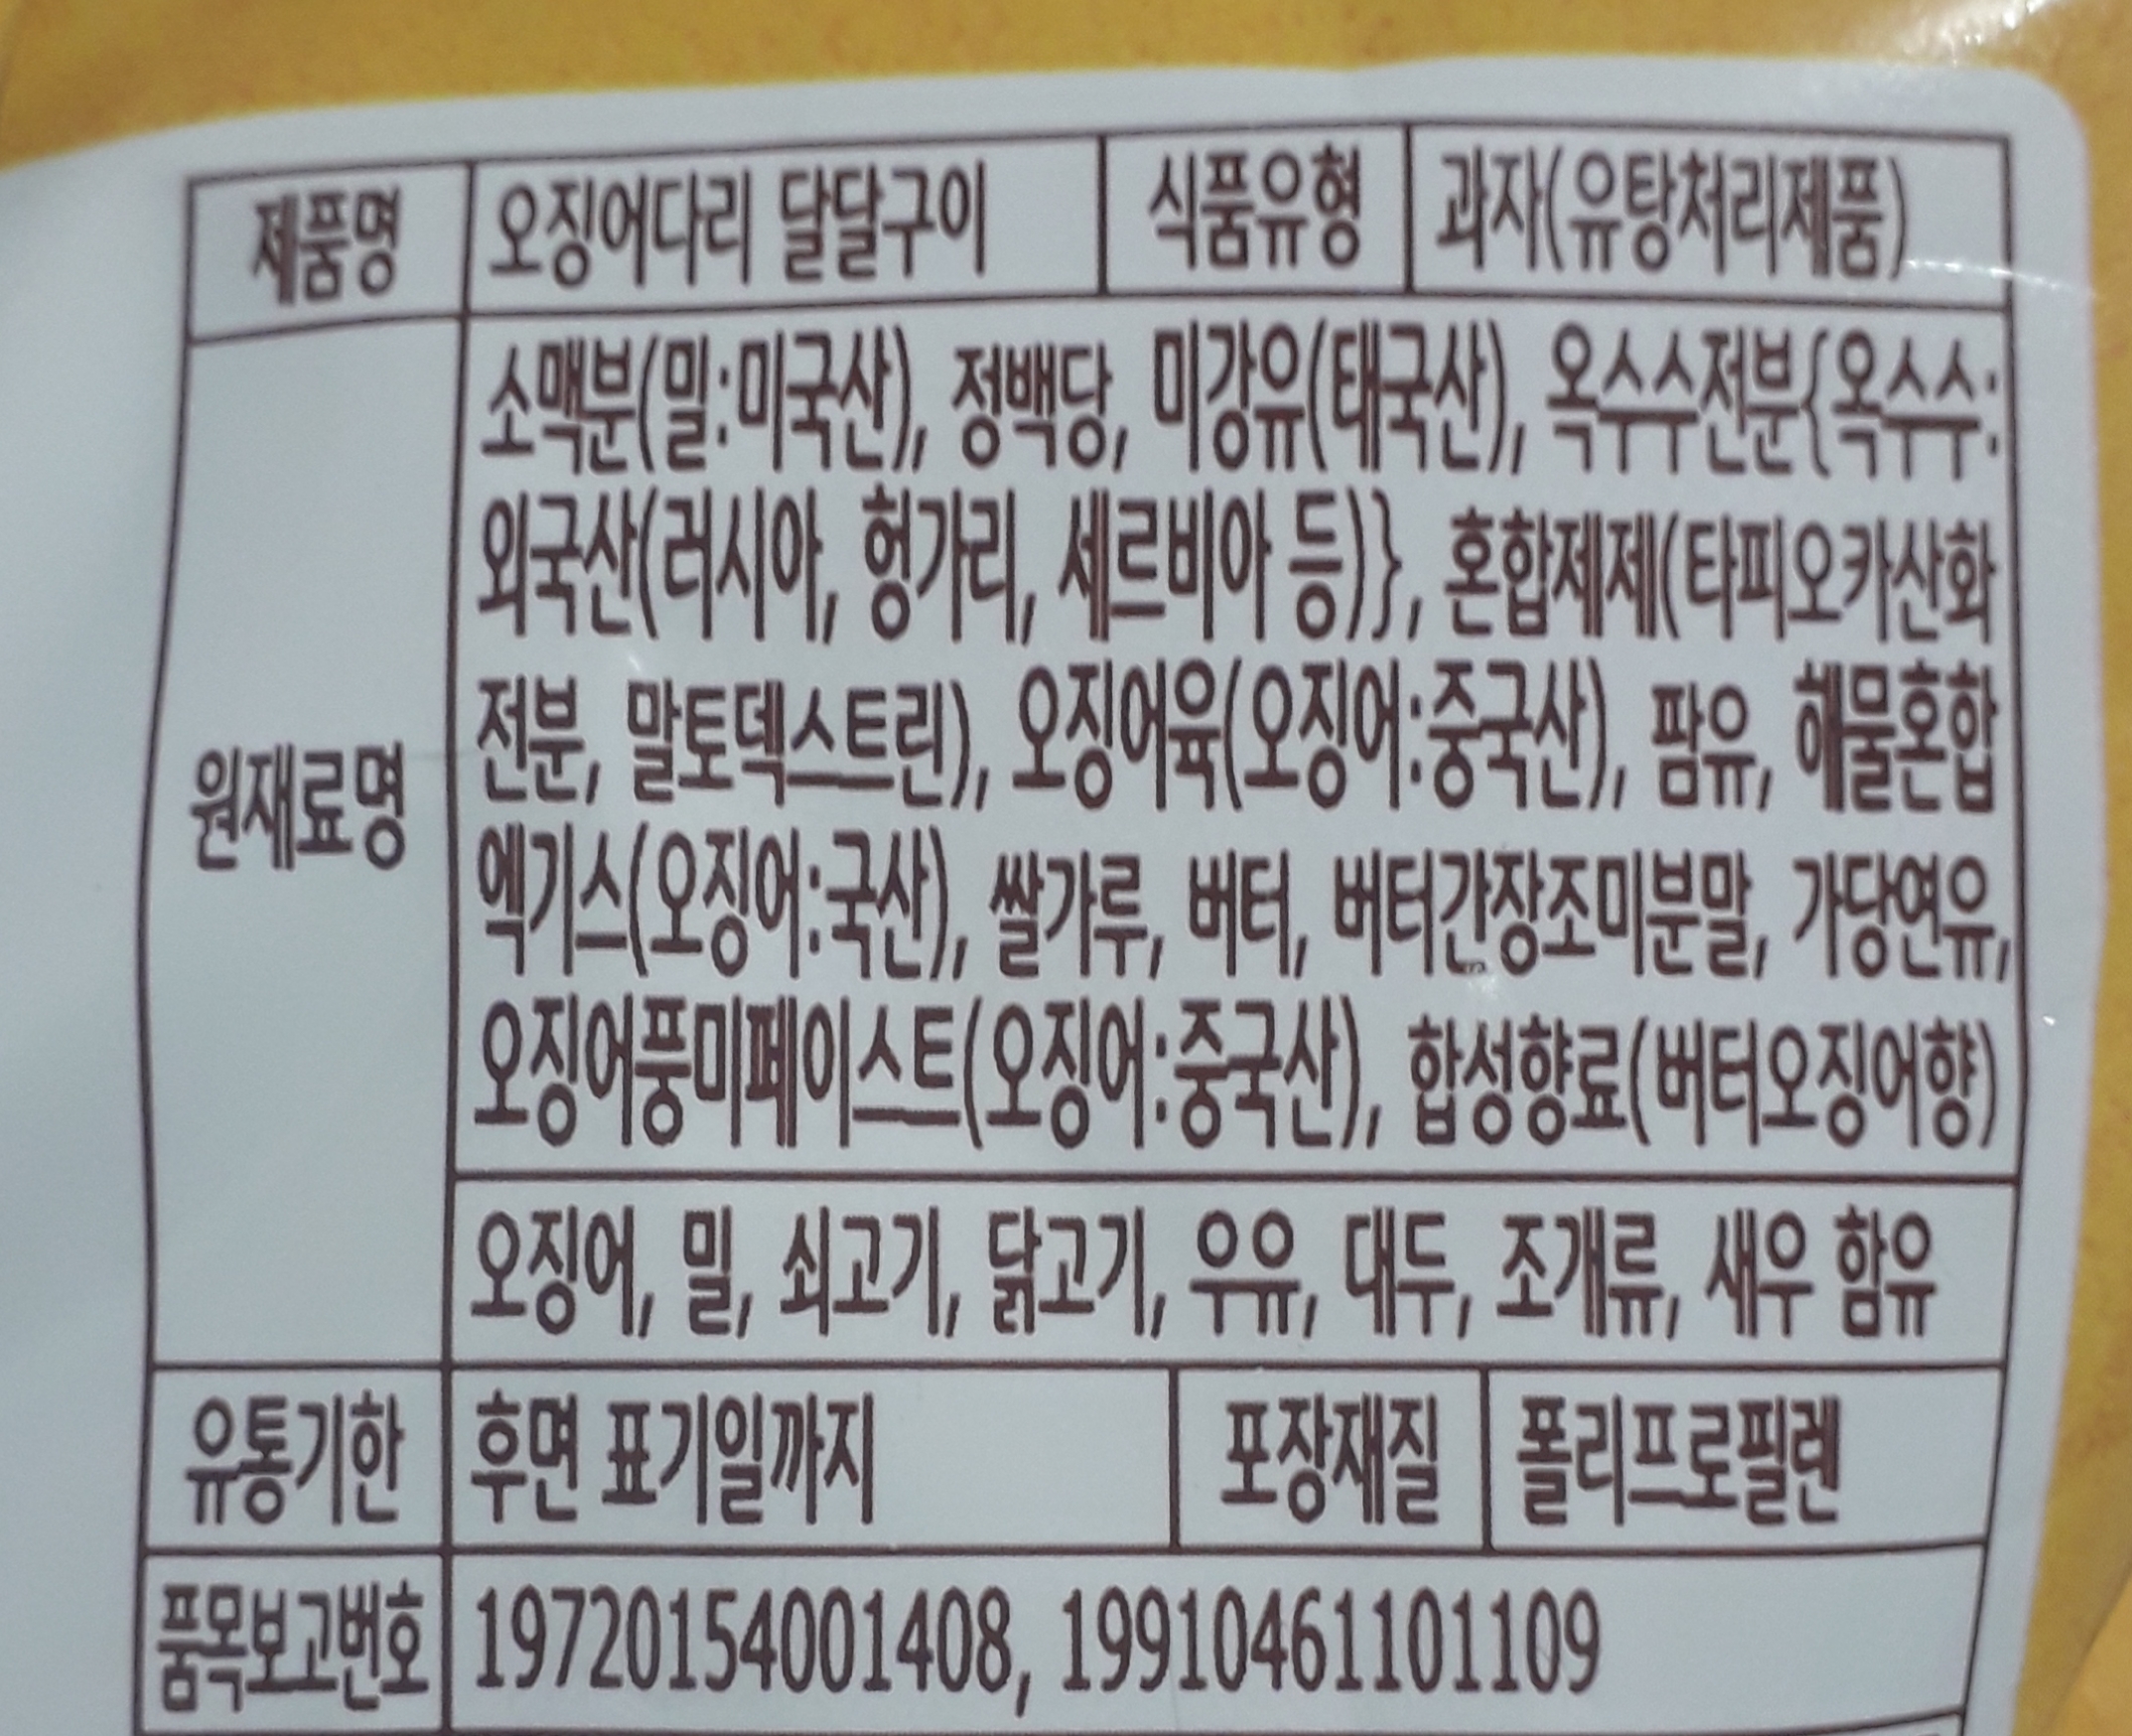 제품명 오징어다리 달달구이 식품유형 과자(유탕처리제품)
원재료명
소맥분(밀:미국산), 정백당, 미강유(태국산), 옥수수전분{옥수수:
외국산(러시아, 헝가리, 세르비아 등)}, 혼합제제(타피오카산화
전분, 말토덱스트린), 오징어육(오징어:중국산), 팜유, 해물혼합
엑기스(오징어:국산), 쌀가루, 버터, 버터간장조미분말, 가당연유,
오징어풍미페이스트(오징어:중국산), 합성향료(버터오징어향)
오징어, 밀, 쇠고기, 닭고기, 우유, 대두, 조개류, 새우 함유
유통기한 후면 표기일까지 포장재질 폴리프로필렌
품목보고번호 19720154001408, 19910461101109